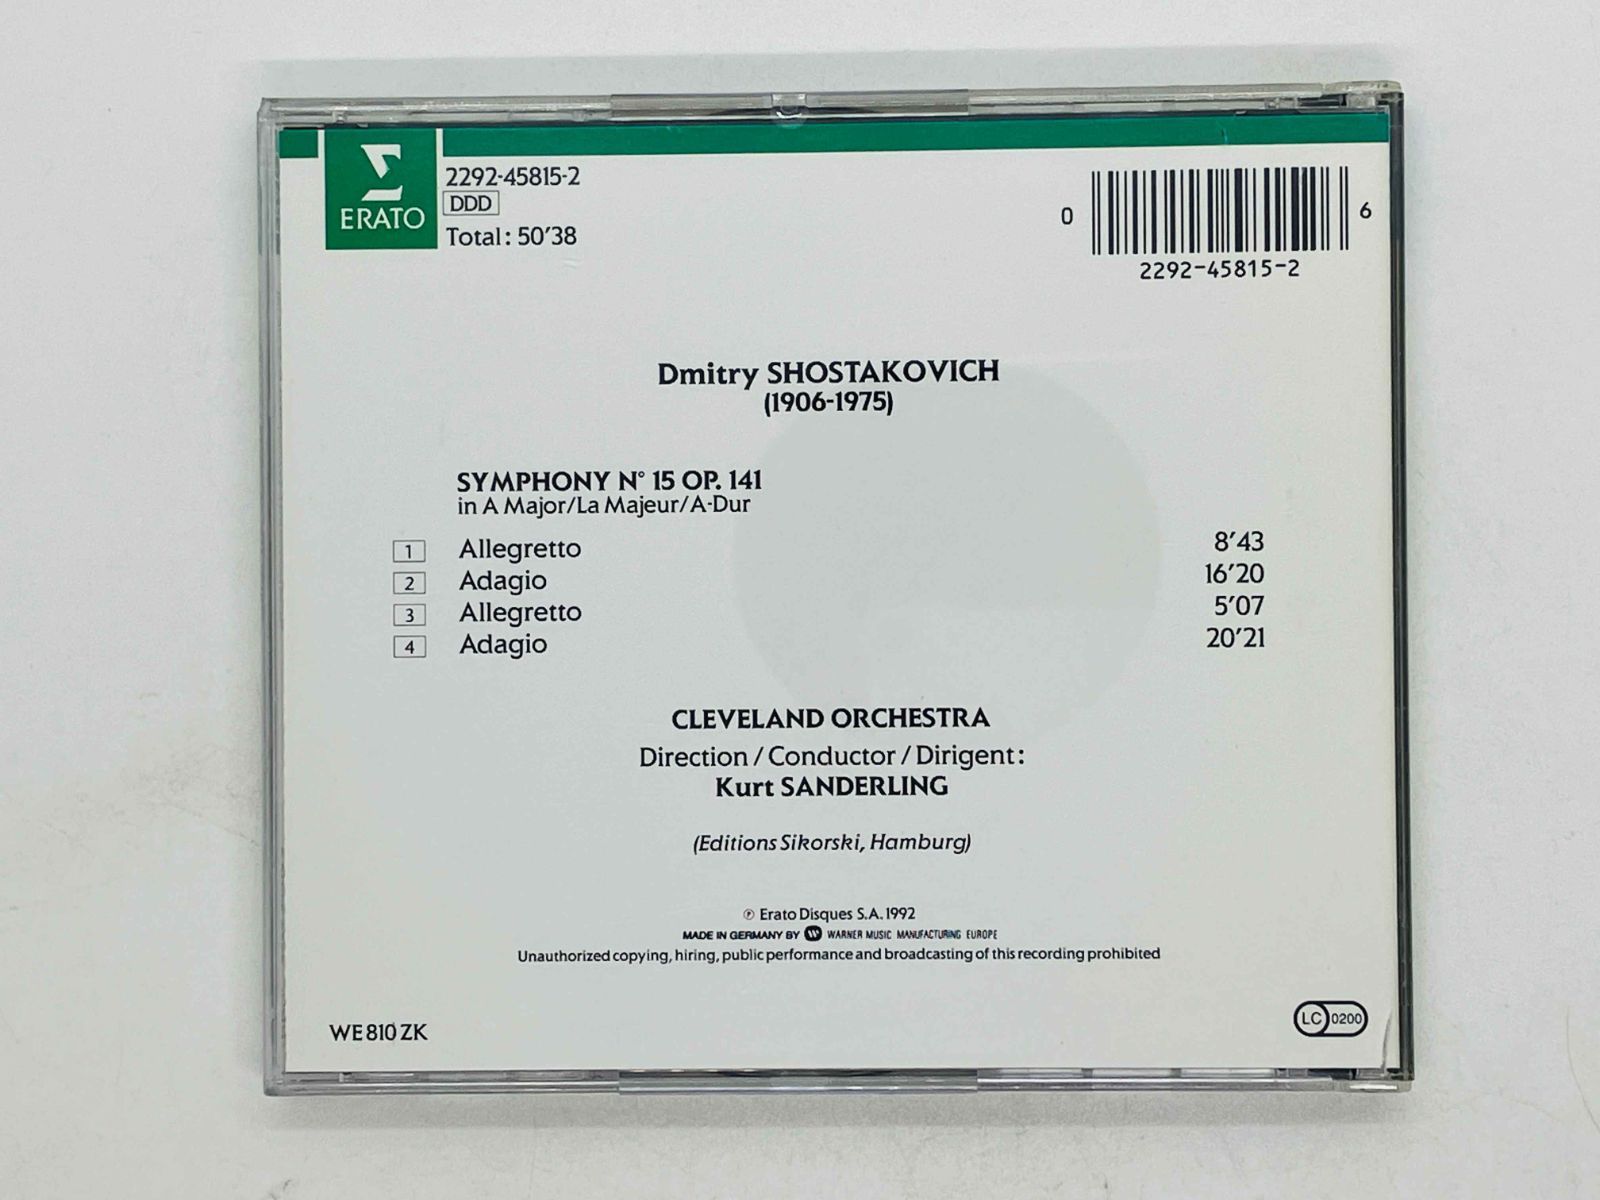 ERATO
2292-45815-2
DDD
Total: 50'38
0 6
2292-45815-2
Dmitry SHOSTAKOVICH
(1906-1975)
SYMPHONY N° 15 OP. 141
in A Major/La Majeur/A-Dur
1 Allegretto 8'43
2 Adagio 16'20
3 Allegretto 5'07
4 Adagio 20'21
CLEVELAND ORCHESTRA
Direction / Conductor / Dirigent:
Kurt SANDERLING
(Editions Sikorski, Hamburg)
℗ Erato Disques S.A. 1992
MADE IN GERMANY BY W WARNER MUSIC MANUFACTURING EUROPE
Unauthorized copying, hiring, public performance and broadcasting of this recording prohibited
WE 810 ZK
LC 0200